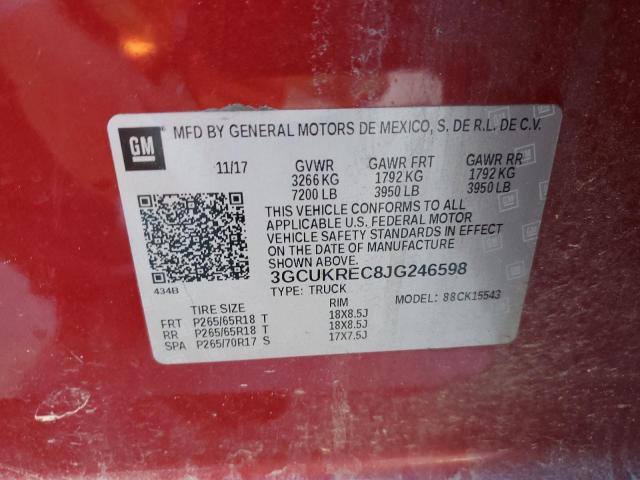 GM MFD BY GENERAL MOTORS DE MEXICO, S. DE R.L. DE C.V.
11/17 GVWR GAWR FRT GAWR RR
3266 KG 1792 KG 1792 KG
7200 LB 3950 LB 3950 LB
THIS VEHICLE CONFORMS TO ALL
APPLICABLE U.S. FEDERAL MOTOR
VEHICLE SAFETY STANDARDS IN EFFECT
ON THE DATE OF MANUFACTURE
SHOWN ABOVE.
3GCUKREC8JG246598
434B TYPE: TRUCK MODEL: 88CK15543
TIRE SIZE RIM
FRT P265/65R18 T 18X8.5J
RR P265/65R18 T 18X8.5J
SPA P265/70R17 S 17X7.5J